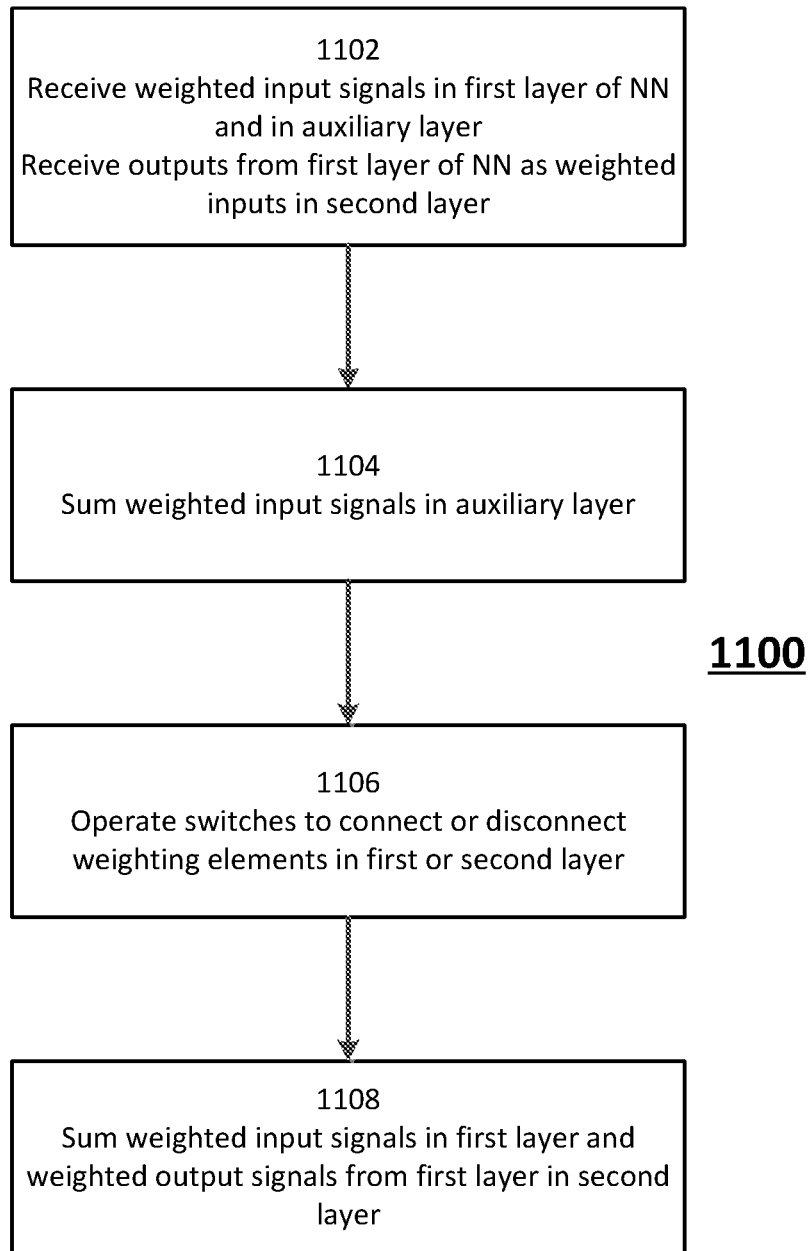 1102
Receive weighted input signals in first layer of NN
and in auxiliary layer
Receive outputs from first layer of NN as weighted
inputs in second layer
1104
Sum weighted input signals in auxiliary layer
1100
1106
Operate switches to connect or disconnect
weighting elements in first or second layer
1108
Sum weighted input signals in first layer and
weighted output signals from first layer in second
layer